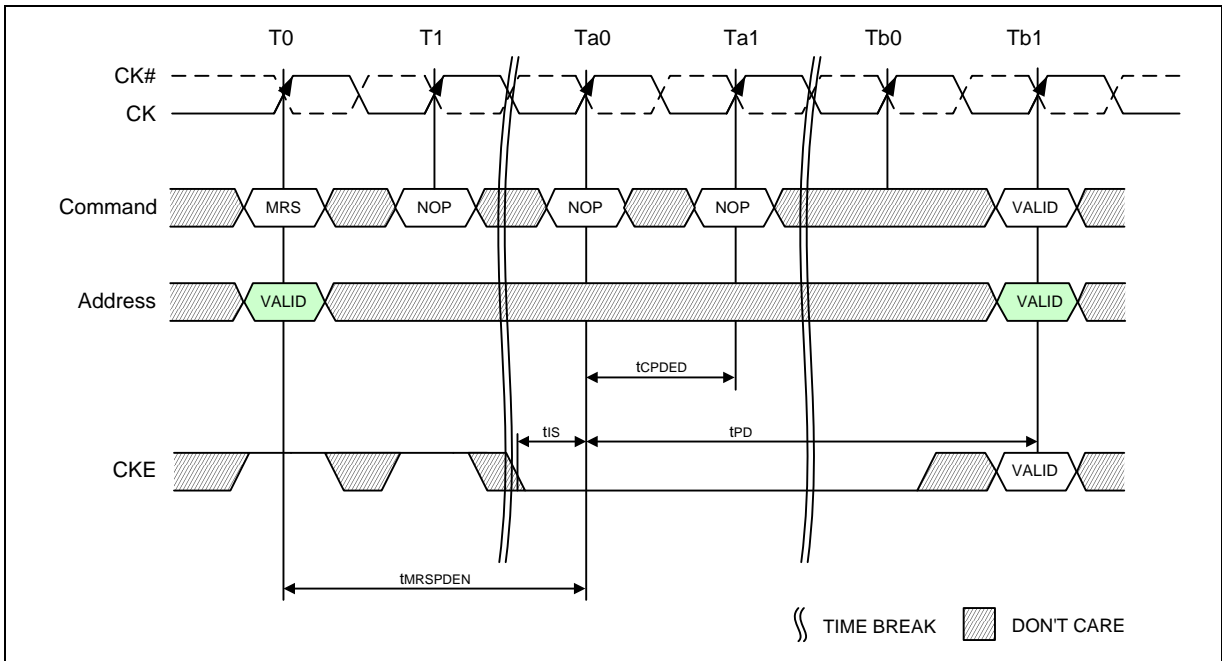 T0 T1 Ta0 Ta1 Tb0 Tb1
CK#
CK
Command MRS NOP NOP NOP VALID
Address VALID VALID
tCPDED
tIS tPD
CKE VALID
tMRSPDEN
TIME BREAK DON'T CARE